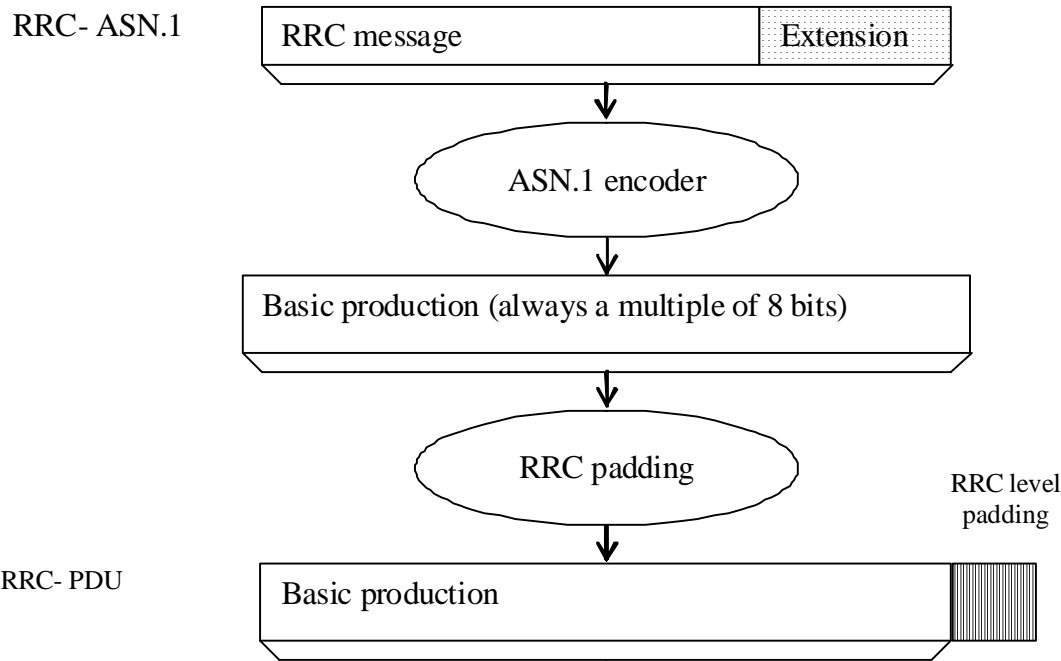 RRC- ASN.1
RRC message
Extension
ASN.1 encoder
Basic production (always a multiple of 8 bits)
RRC padding
RRC level
padding
RRC- PDU
Basic production